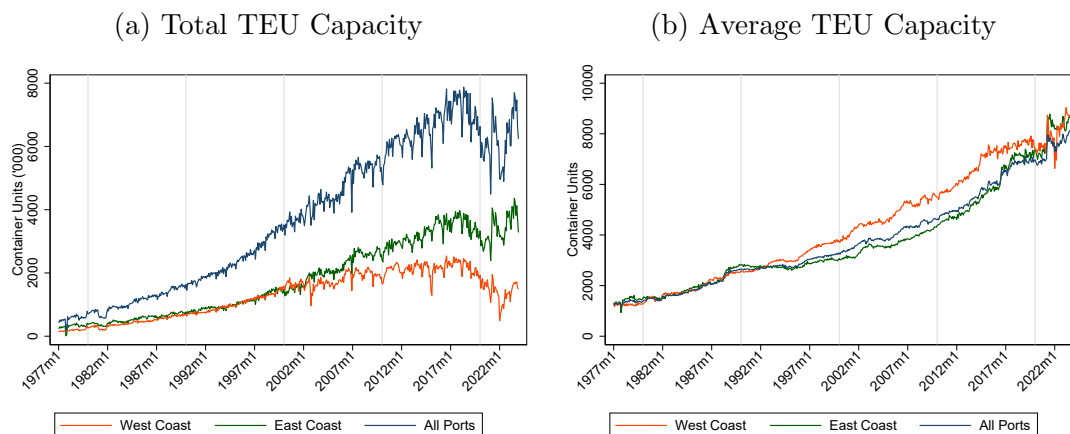 (a) Total TEU Capacity
Container Units ('000)
8000
6000
4000
2000
0
1977m1
1982m1
1987m1
1992m1
1997m1
2002m1
2007m1
2012m1
2017m1
2022m1
West Coast East Coast All Ports
(b) Average TEU Capacity
Container Units
10000
8000
6000
4000
2000
0
1977m1
1982m1
1987m1
1992m1
1997m1
2002m1
2007m1
2012m1
2017m1
2022m1
West Coast East Coast All Ports